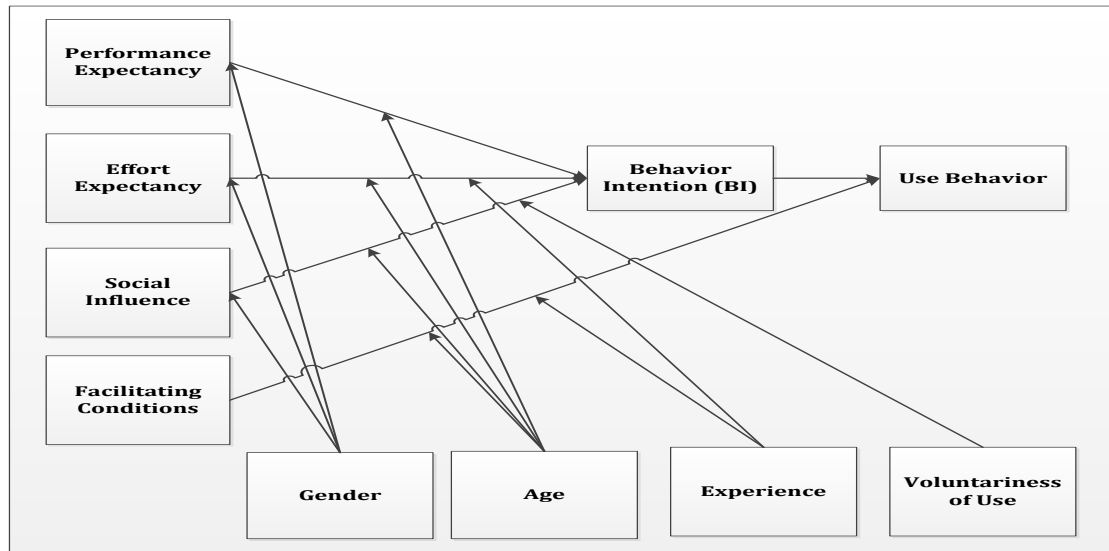 Performance
Expectancy
Effort
Expectancy
Behavior
Intention (BI)
Use Behavior
Social
Influence
Facilitating
Conditions
Gender
Age
Experience
Voluntariness
of Use